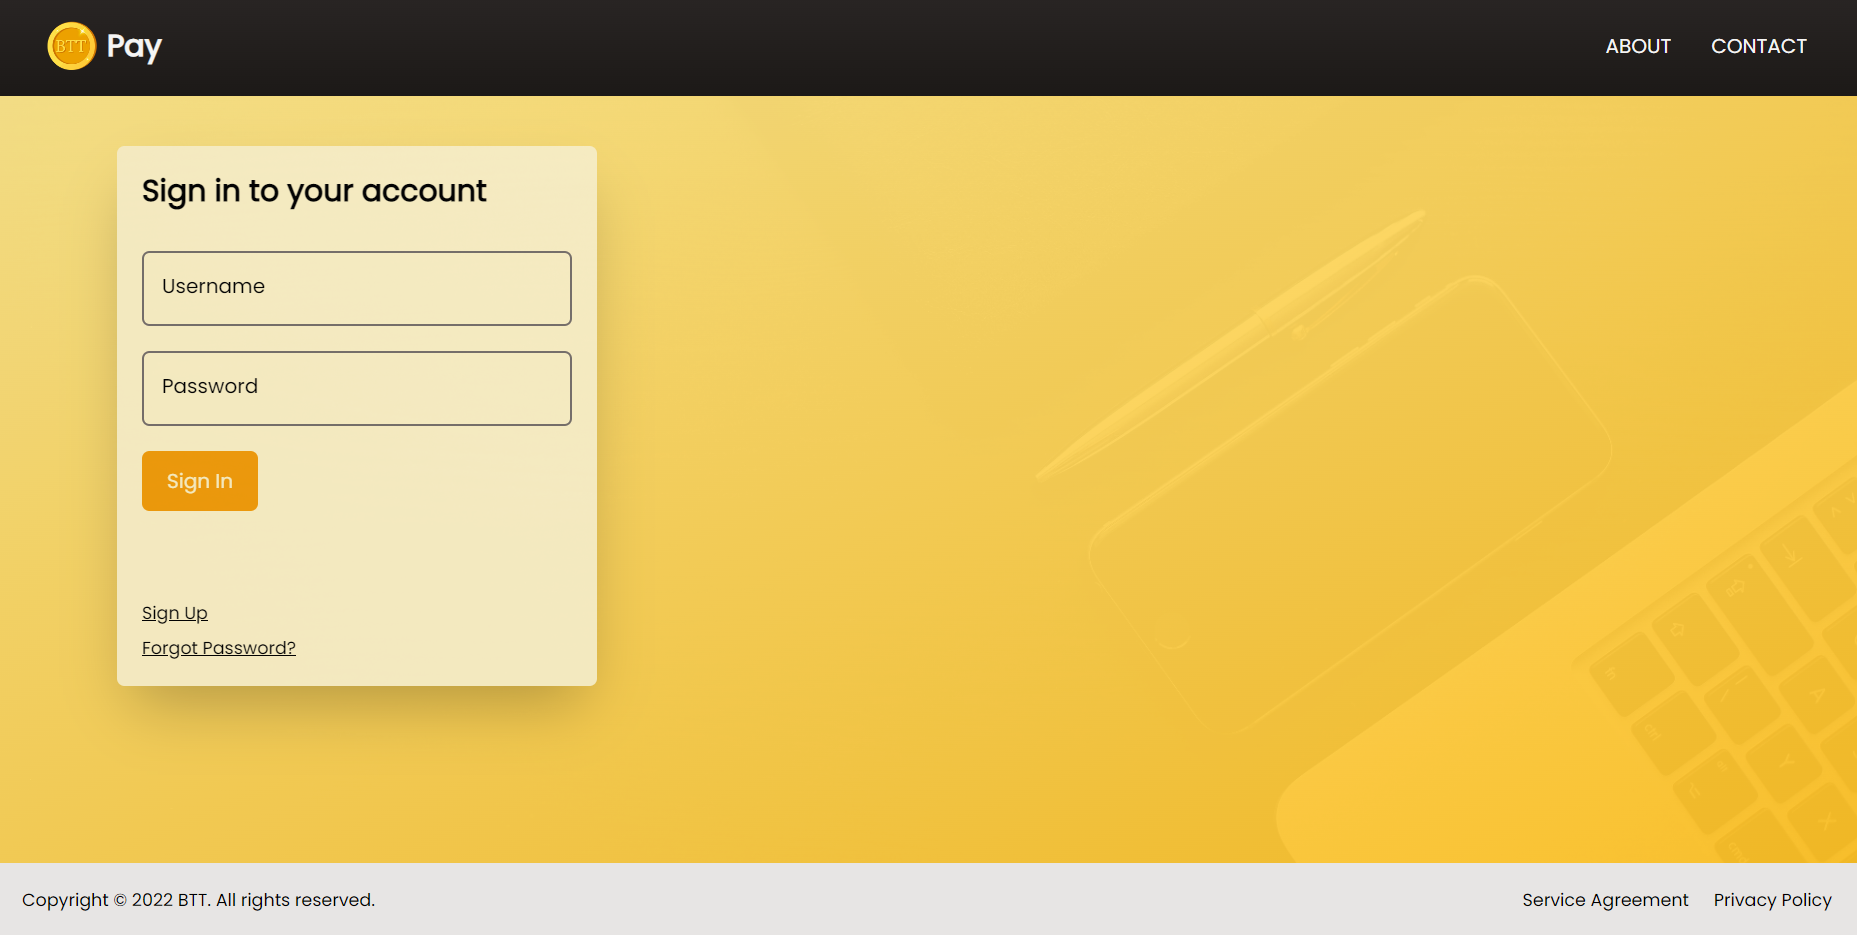 BTT Pay
ABOUT CONTACT
Sign in to your account
Username
Password
Sign In
Sign Up
Forgot Password?
A
Y
X
Copyright © 2022 BTT. All rights reserved.
Service Agreement Privacy Policy